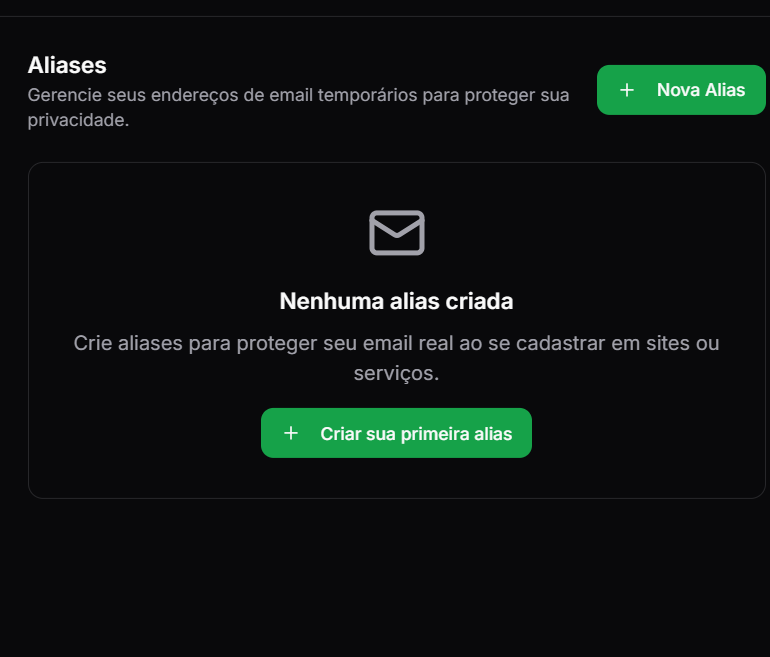 Aliases
Gerencie seus endereços de email temporários para proteger sua
privacidade.
+ Nova Alias
Nenhuma alias criada
Crie aliases para proteger seu email real ao se cadastrar em sites ou
serviços.
+ Criar sua primeira alias